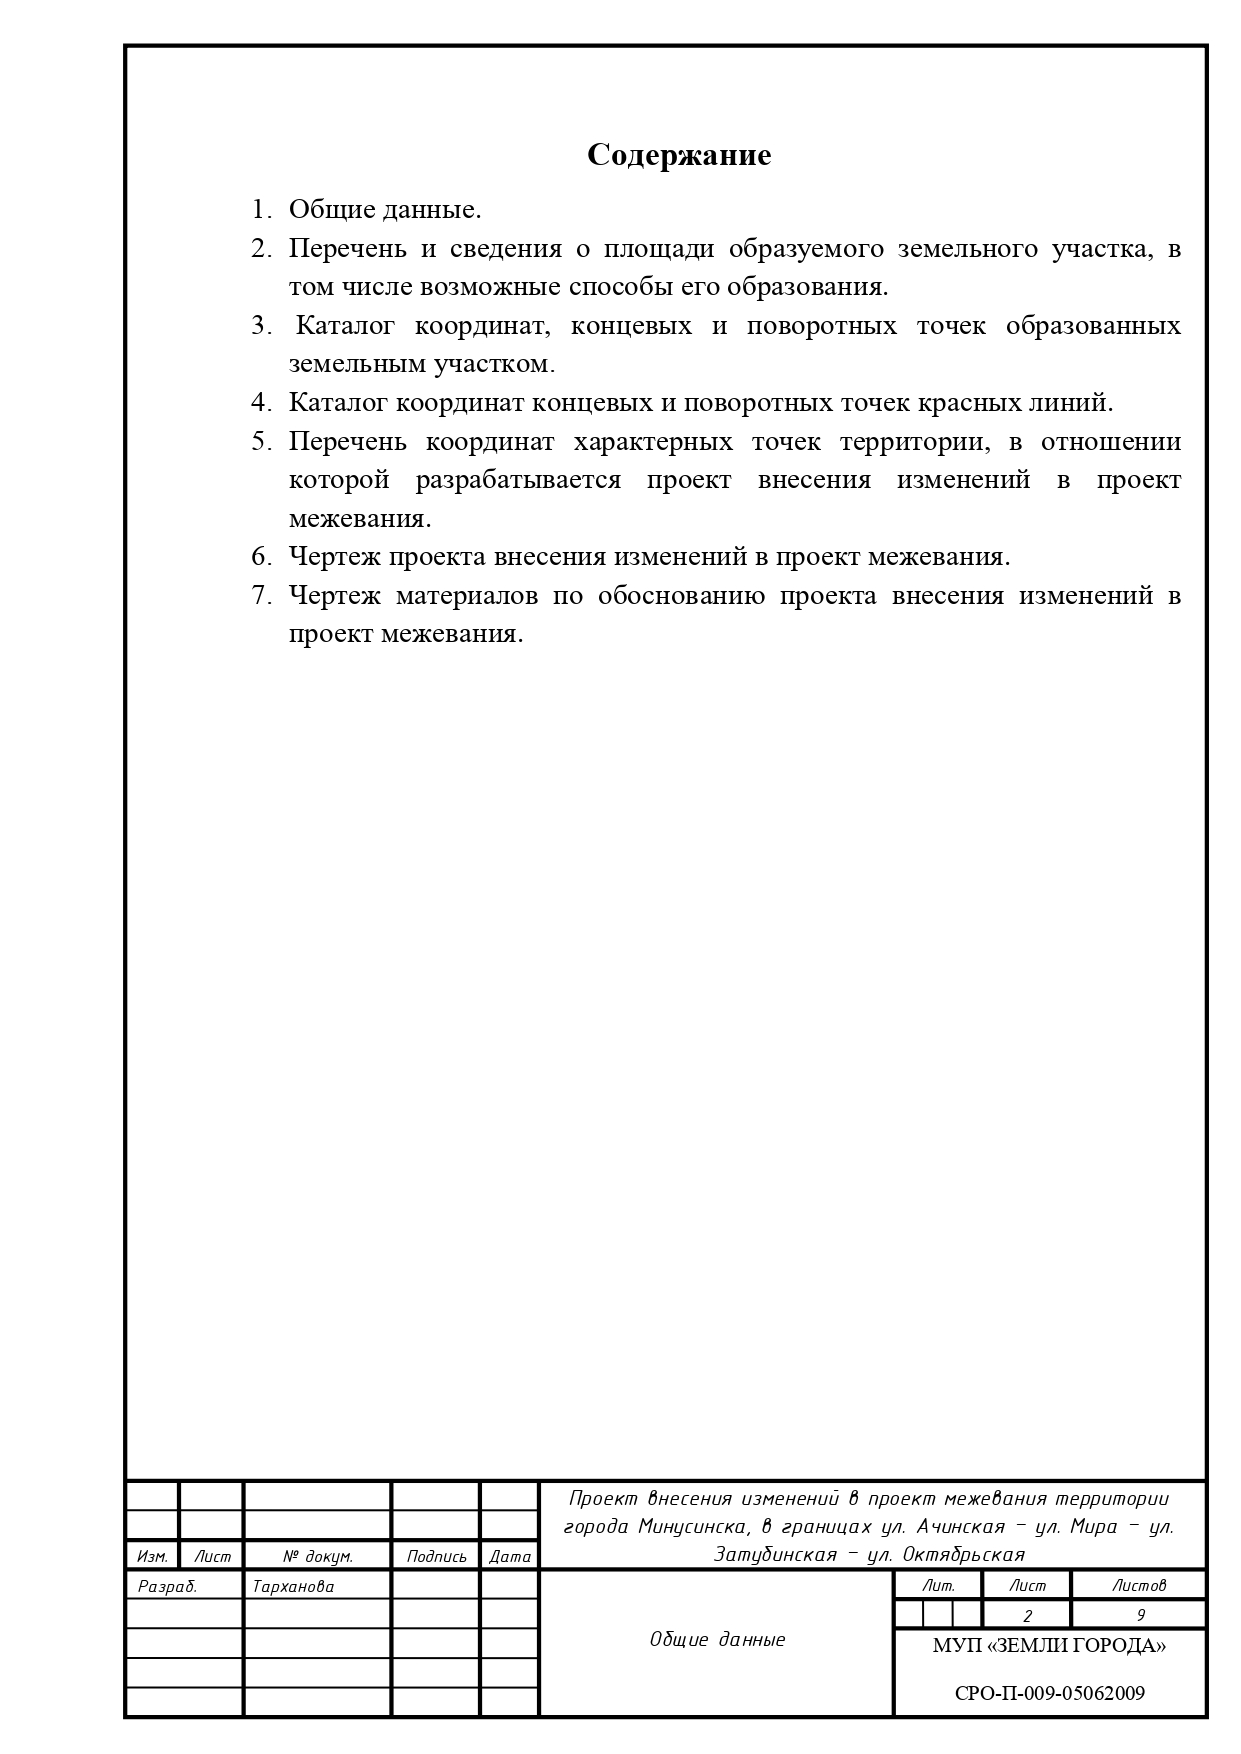 Содержание
1. Общие данные.
2. Перечень и сведения о площади образуемого земельного участка, в
том числе возможные способы его образования.
3. Каталог координат, концевых и поворотных точек образованных
земельным участком.
4. Каталог координат концевых и поворотных точек красных линий.
5. Перечень координат характерных точек территории, в отношении
которой разрабатывается проект внесения изменений в проект
межевания.
6. Чертеж проекта внесения изменений в проект межевания.
7. Чертеж материалов по обоснованию проекта внесения изменений в
проект межевания.
Проект внесения изменений в проект межевания территории
города Минусинска, в границах ул. Ачинская – ул. Мира – ул.
Затубинская – ул. Октябрьская
Изм. Лист № докум. Подпись Дата
Разраб. Тарханова
Общие данные
Лит. Лист Листов
2 9
МУП «ЗЕМЛИ ГОРОДА»
СРО-П-009-05062009